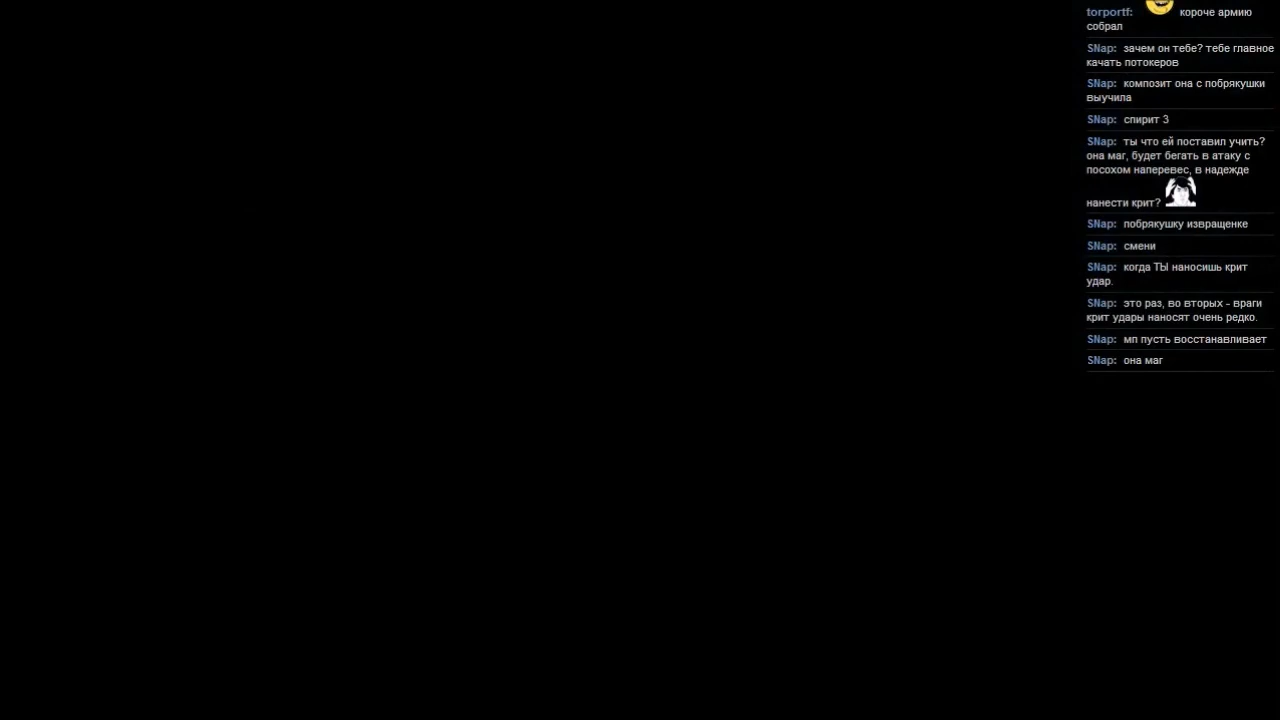 torportf: короче армию
собрал
SNap: зачем он тебе? тебе главное
качать потокеров
SNap: композит она с побрякушки
выучила
SNap: спирит 3
SNap: ты что ей поставил учить?
она маг, будет бегать в атаку с
посохом наперевес, в надежде
нанести крит?
SNap: побрякушку извращенке
SNap: смени
SNap: когда ТЫ наносишь крит
удар.
SNap: это раз, во вторых - враги
крит удары наносят очень редко.
SNap: мп пусть восстанавливает
SNap: она маг